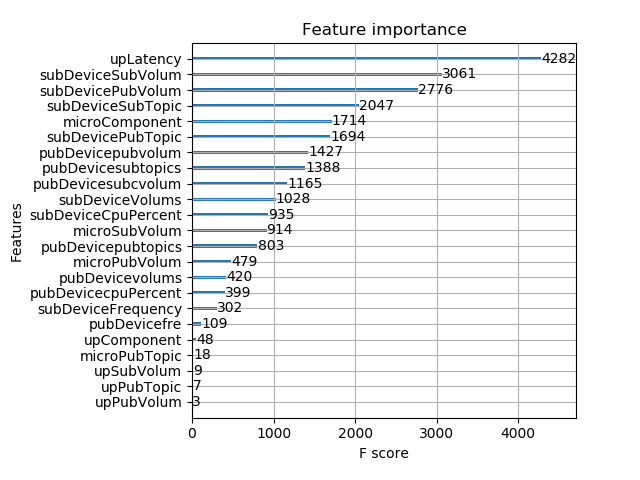 Feature importance
upLatency 4282
subDeviceSubVolum 3061
subDevicePubVolum 2776
subDeviceSubTopic 2047
microComponent 1714
subDevicePubTopic 1694
pubDevicepubvolum 1427
pubDevicesubtopics 1388
pubDevicesubcvolum 1165
subDeviceVolums 1028
subDeviceCpuPercent 935
microSubVolum 914
pubDevicepubtopics 803
microPubVolum 479
pubDevicevolums 420
pubDevicecpuPercent 399
subDeviceFrequency 302
pubDevicefre 109
upComponent 48
microPubTopic 18
upSubVolum 9
upPubTopic 7
upPubVolum 3
Features
0 1000 2000 3000 4000
F score